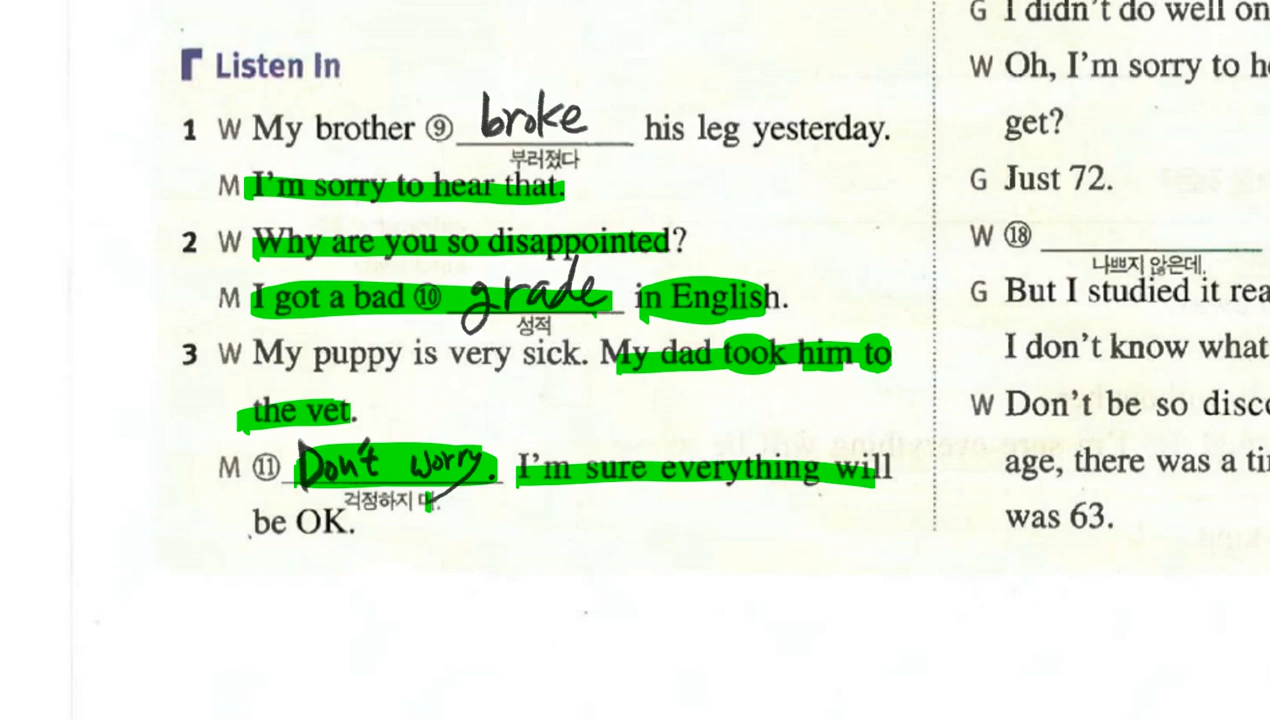 Listen In
1 W My brother ⑨ broke his leg yesterday.
부러졌다
M I'm sorry to hear that.
2 W Why are you so disappointed?
M I got a bad ⑩ grade in English.
성적
3 W My puppy is very sick. My dad took him to
the vet.
M ⑪ Don't worry. I'm sure everything will
걱정하지 마.
be OK.
G I didn't do well on
W Oh, I'm sorry to
get?
G Just 72.
W ⑱
나쁘지 않은데.
G But I studied it
I don't know what
W Don't be so
age, there was a
was 63.